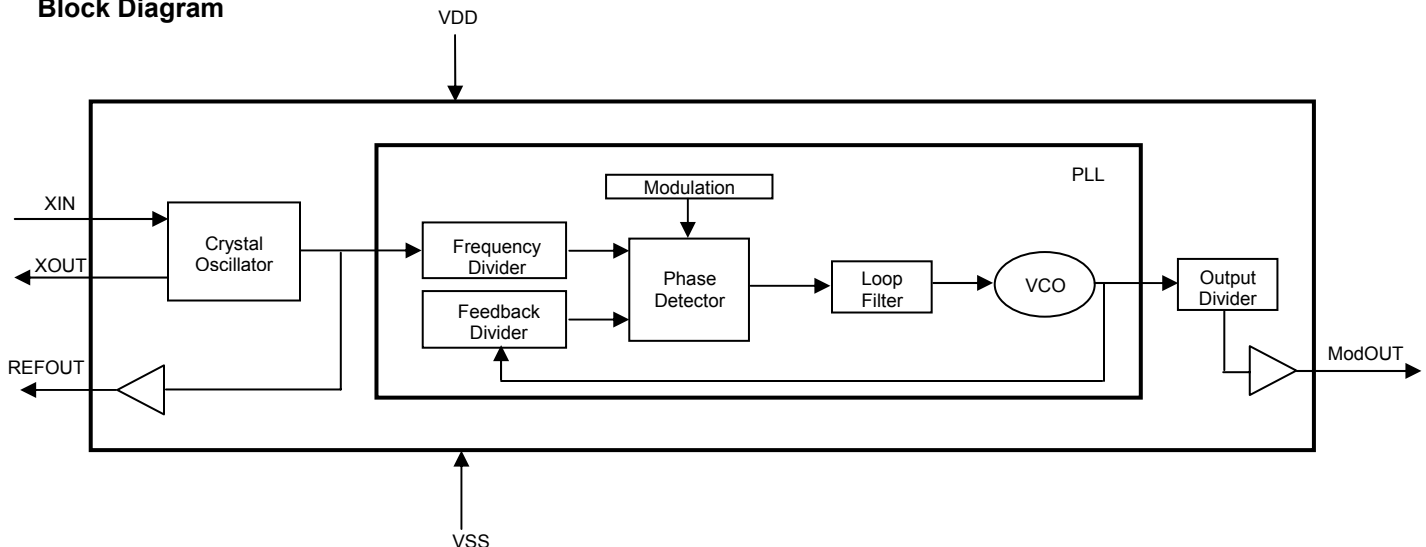 Block Diagram
VDD
PLL
Modulation
XIN
Crystal
Oscillator
XOUT
Frequency
Divider
Feedback
Divider
Phase
Detector
Loop
Filter
VCO
Output
Divider
REFOUT
ModOUT
VSS